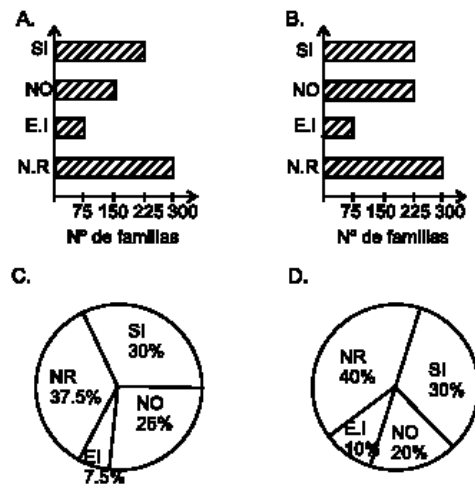 A.
SI
NO
E.I
N.R
75 150 225 300
Nº de familias
B.
SI
NO
E.I
N.R
75 150 225 300
Nº de familias
C.
SI
30%
NR
37.5%
NO
25%
EI
7.5%
D.
NR
40%
SI
30%
E.I
10%
NO
20%